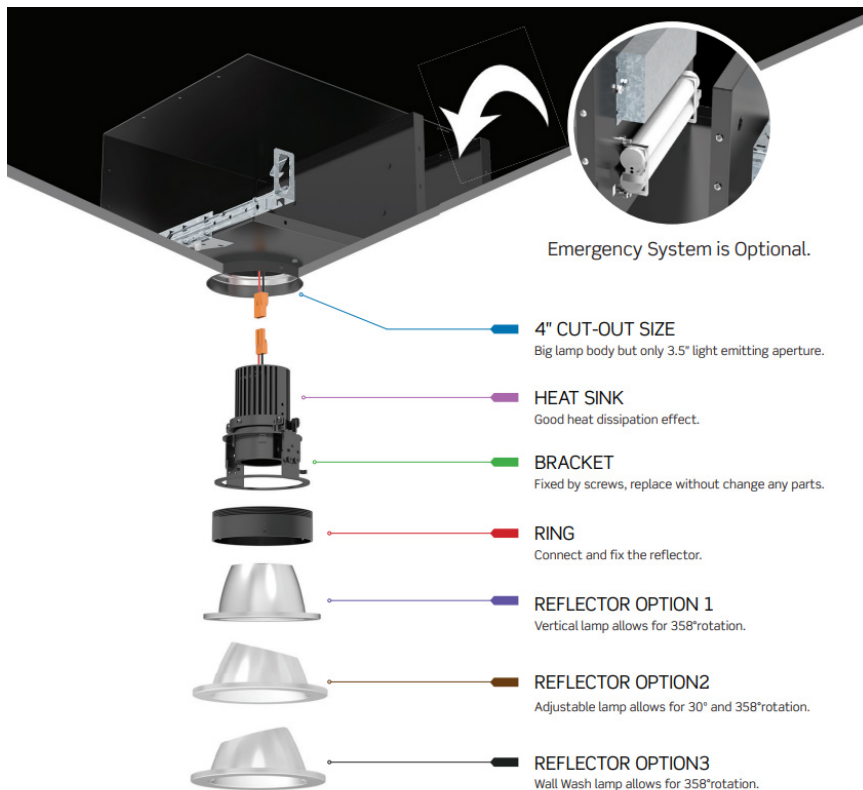 Emergency System is Optional.
4" CUT-OUT SIZE
Big lamp body but only 3.5" light emitting aperture.
HEAT SINK
Good heat dissipation effect.
BRACKET
Fixed by screws, replace without change any parts.
RING
Connect and fix the reflector.
REFLECTOR OPTION 1
Vertical lamp allows for 358°rotation.
REFLECTOR OPTION2
Adjustable lamp allows for 30° and 358°rotation.
REFLECTOR OPTION3
Wall Wash lamp allows for 358°rotation.